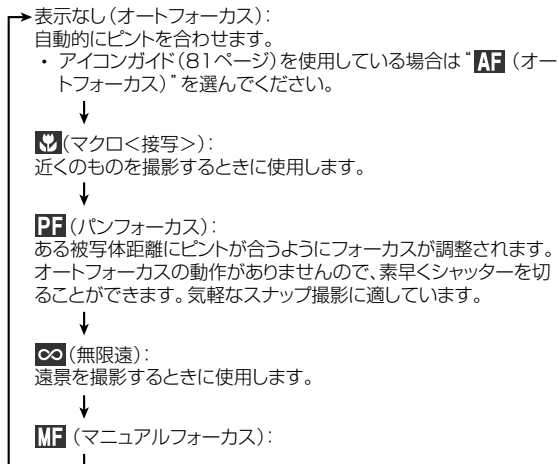 表示なし（オートフォーカス）：
自動的にピントを合わせます。
・ アイコンガイド（81ページ）を使用している場合は“AF（オー
トフォーカス）”を選んでください。
（マクロ＜接写＞）：
近くのものを撮影するときに使用します。
PF（パンフォーカス）：
ある被写体距離にピントが合うようにフォーカスが調整されます。
オートフォーカスの動作がありませんので、素早くシャッターを切
ることができます。気軽なスナップ撮影に適しています。
∞（無限遠）：
遠景を撮影するときに使用します。
MF（マニュアルフォーカス）：